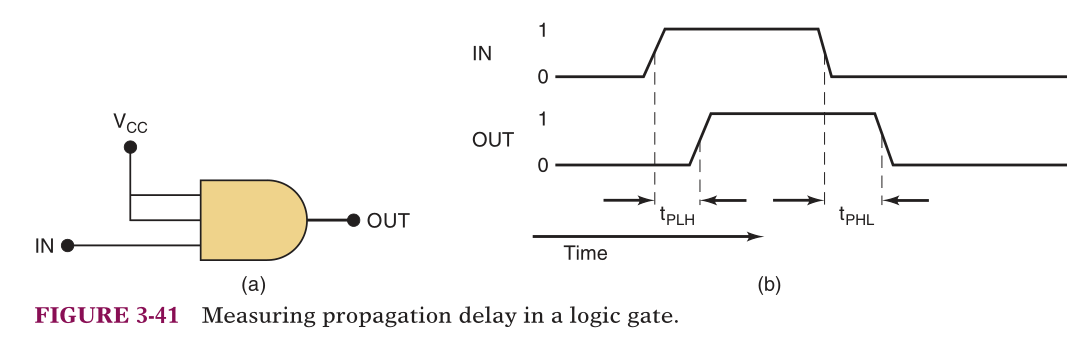 V_CC
IN
OUT
(a)
IN
1
0
OUT
1
0
t_PLH
t_PHL
Time
(b)
FIGURE 3-41 Measuring propagation delay in a logic gate.